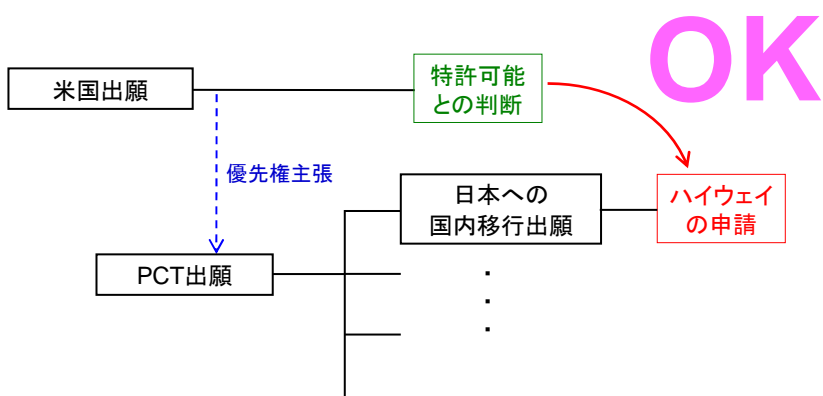 OK
米国出願
特許可能
との判断
優先権主張
日本への
国内移行出願
ハイウェイ
の申請
PCT出願
・
・
・